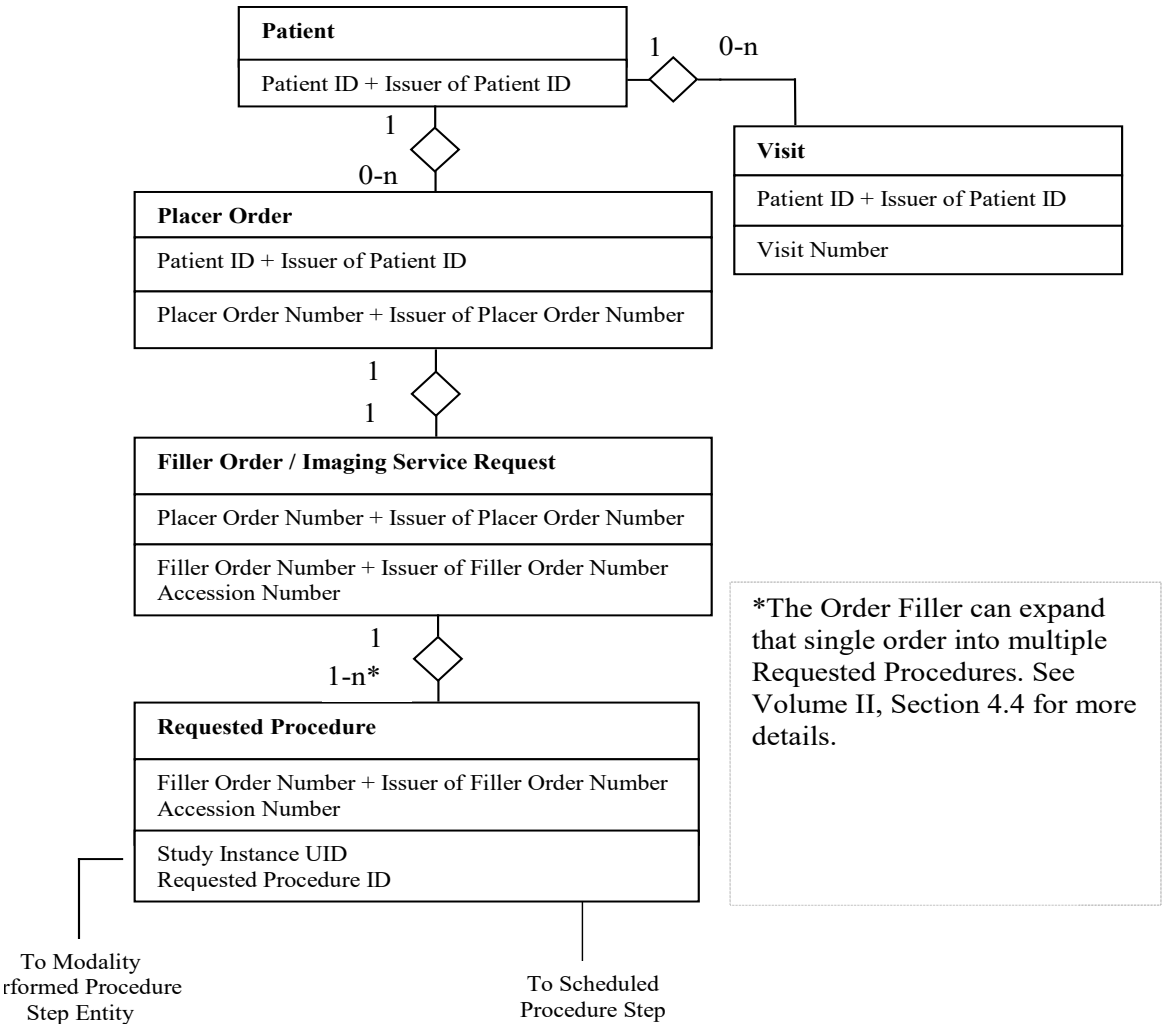 Patient
Patient ID + Issuer of Patient ID
1
0-n
1
0-n
Visit
Patient ID + Issuer of Patient ID
Visit Number
Placer Order
Patient ID + Issuer of Patient ID
Placer Order Number + Issuer of Placer Order Number
1
1
Filler Order / Imaging Service Request
Placer Order Number + Issuer of Placer Order Number
Filler Order Number + Issuer of Filler Order Number
Accession Number
1
1-n*
*The Order Filler can expand
that single order into multiple
Requested Procedures. See
Volume II, Section 4.4 for more
details.
Requested Procedure
Filler Order Number + Issuer of Filler Order Number
Accession Number
Study Instance UID
Requested Procedure ID
To Modality
rformed Procedure
Step Entity
To Scheduled
Procedure Step